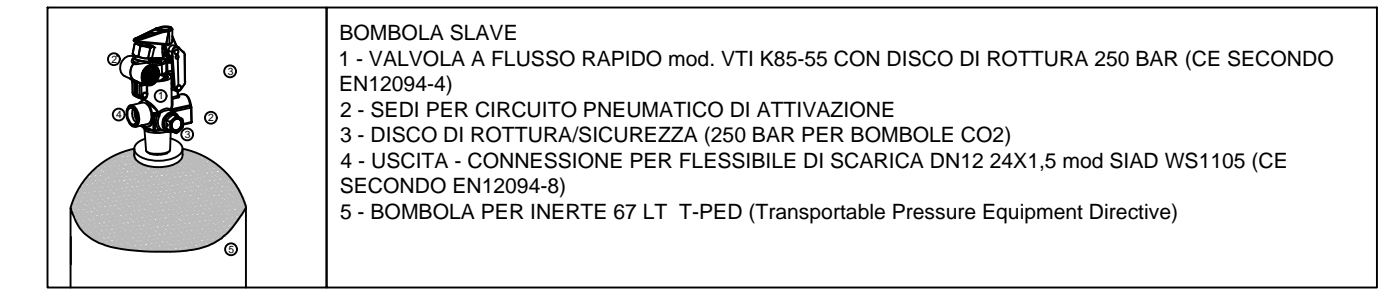 BOMBOLA SLAVE
1 - VALVOLA A FLUSSO RAPIDO mod. VTI K85-55 CON DISCO DI ROTTURA 250 BAR (CE SECONDO
EN12094-4)
2 - SEDI PER CIRCUITO PNEUMATICO DI ATTIVAZIONE
3 - DISCO DI ROTTURA/SICUREZZA (250 BAR PER BOMBOLE CO2)
4 - USCITA - CONNESSIONE PER FLESSIBILE DI SCARICA DN12 24X1,5 mod SIAD WS1105 (CE
SECONDO EN12094-8)
5 - BOMBOLA PER INERTE 67 LT  T-PED (Transportable Pressure Equipment Directive)
2
3
1
4
2
3
5